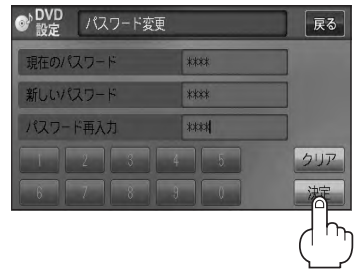 DVD
設定 パスワード変更 戻る
現在のパスワード ****
新しいパスワード ****
パスワード再入力 ****
1 2 3 4 5 クリア
6 7 8 9 0 決定